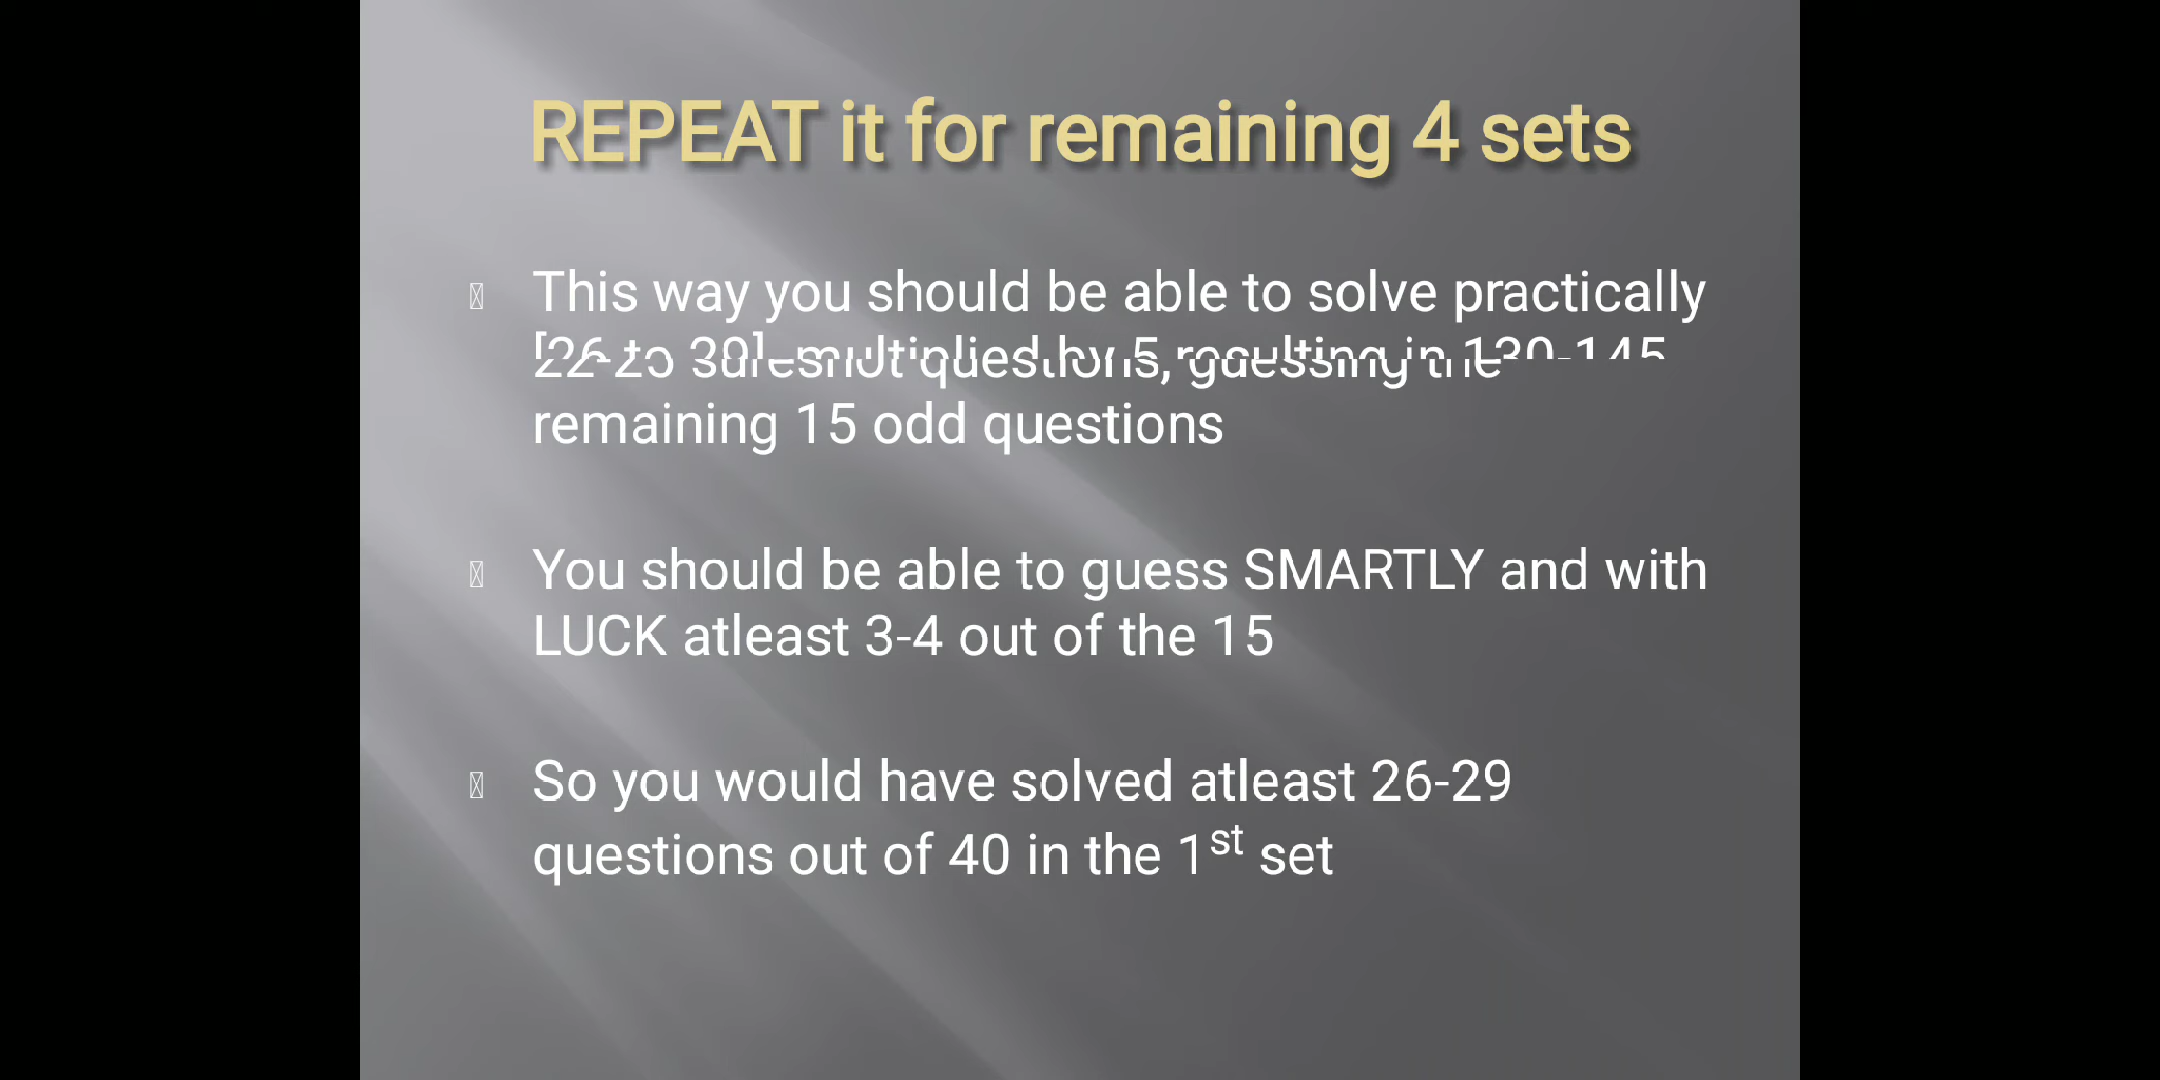 REPEAT it for remaining 4 sets
This way you should be able to solve practically
remaining 15 odd questions
You should be able to guess SMARTLY and with
LUCK atleast 3-4 out of the 15
So you would have solved atleast 26-29
questions out of 40 in the 1st set